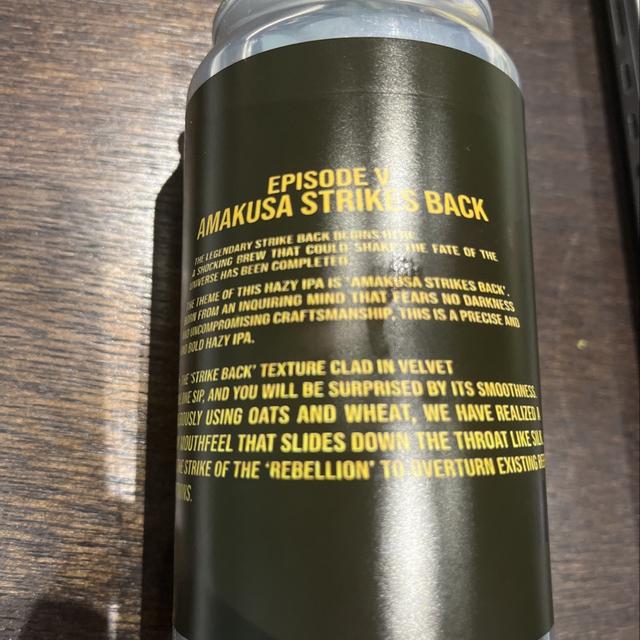 EPISODE V
AMAKUSA STRIKES BACK
THE LEGENDARY STRIKE BACK BEGINS HERE
A SHOCKING BREW THAT COULD SHAKE THE FATE OF THE
UNIVERSE HAS BEEN COMPLETED.
THE THEME OF THIS HAZY IPA IS 'AMAKUSA STRIKES BACK'.
BORN FROM AN INQUIRING MIND THAT FEARS NO DARKNESS
AND UNCOMPROMISING CRAFTSMANSHIP, THIS IS A PRECISE AND
BOLD HAZY IPA.
THE 'STRIKE BACK' TEXTURE CLAD IN VELVET
ONE SIP, AND YOU WILL BE SURPRISED BY ITS SMOOTHNESS.
USING OATS AND WHEAT, WE HAVE REALIZED A
MOUTHFEEL THAT SLIDES DOWN THE THROAT LIKE SILK
STRIKE OF THE 'REBELLION' TO OVERTURN EXISTING